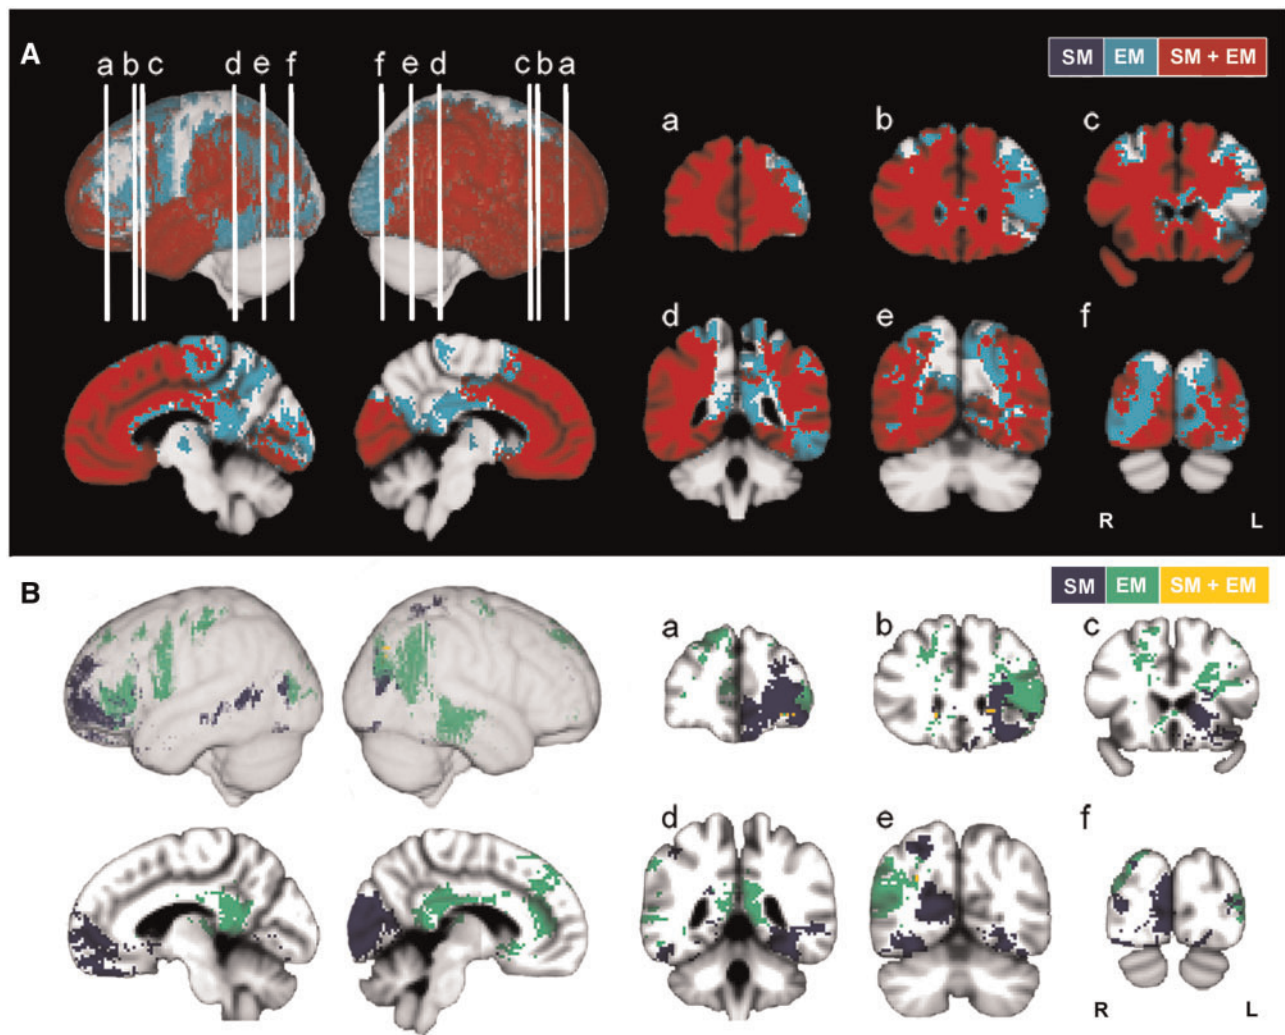 A
SM EM SM + EM
a b c d e f
f e d c b a
a b c
d e f
R L
B
SM EM SM + EM
a b c
d e f
R L